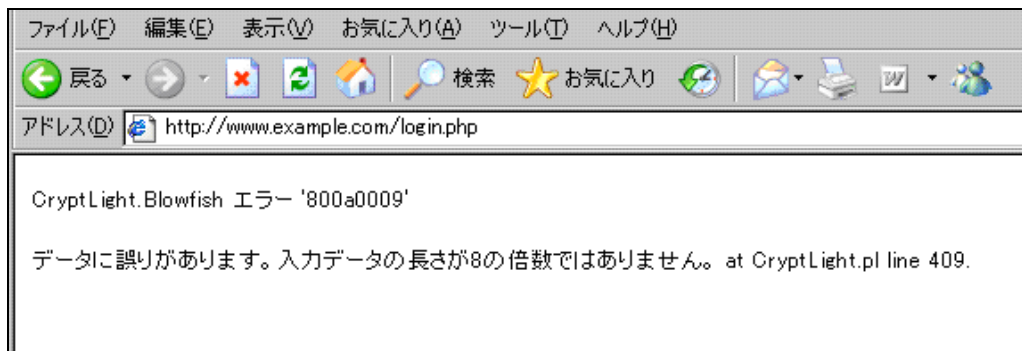 ファイル(F) 編集(E) 表示(V) お気に入り(A) ツール(T) ヘルプ(H)
戻る 検索 お気に入り
アドレス(D) http://www.example.com/login.php
CryptLight.Blowfish エラー '800a0009'
データに誤りがあります。入力データの長さが8の倍数ではありません。at CryptLight.pl line 409.